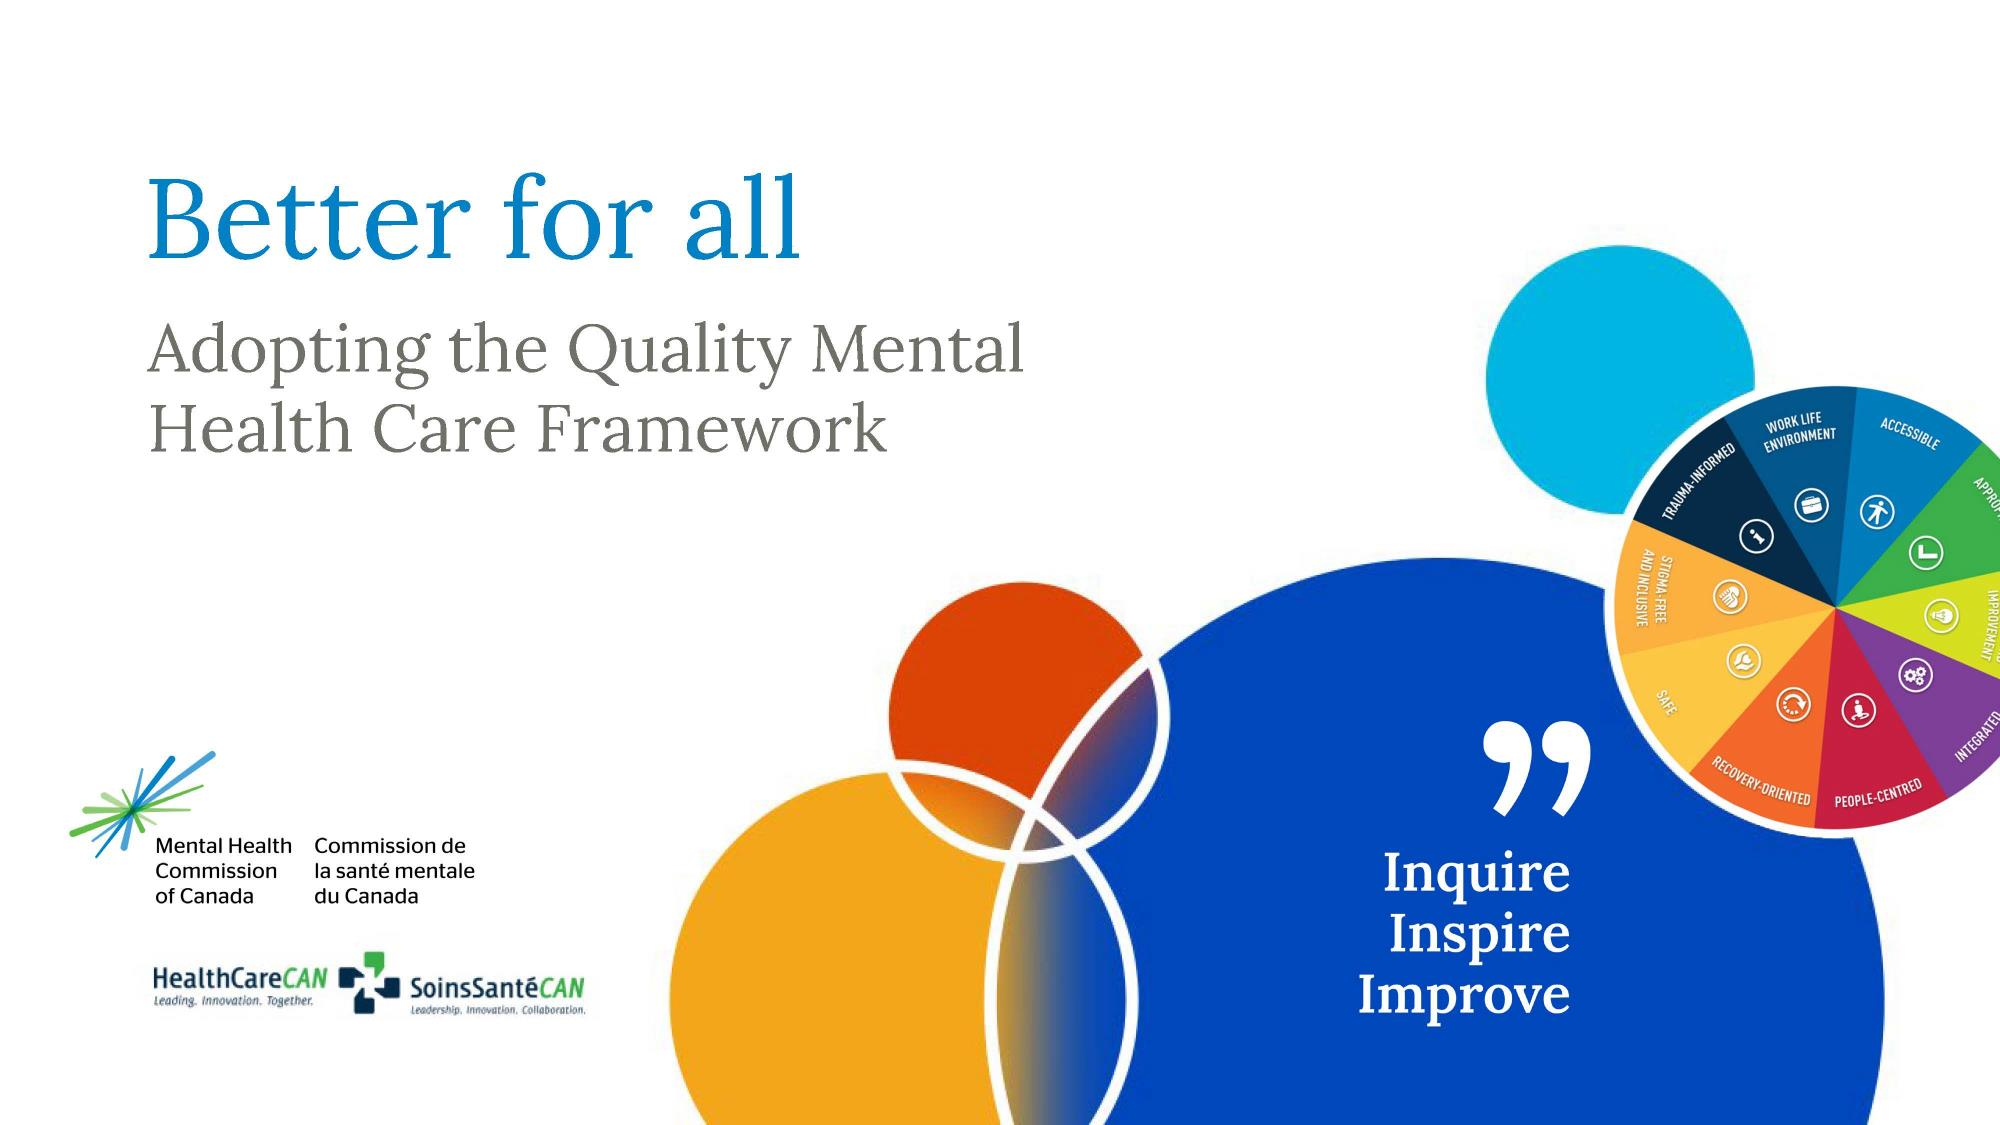 Better for all
Adopting the Quality Mental
Health Care Framework
WORK LIFE
ENVIRONMENT
ACCESSIBLE
TRAUMA-INFORMED
STIGMA-FREE
AND INCLUSIVE
IMPROVEMENT
SAFE
INTEGRATED
RECOVERY-ORIENTED
PEOPLE-CENTRED
Inquire
Inspire
Improve
Mental Health
Commission
of Canada
Commission de
la santé mentale
du Canada
HealthCareCAN
Leading. Innovation. Together.
SoinsSantéCAN
Leadership. Innovation. Collaboration.